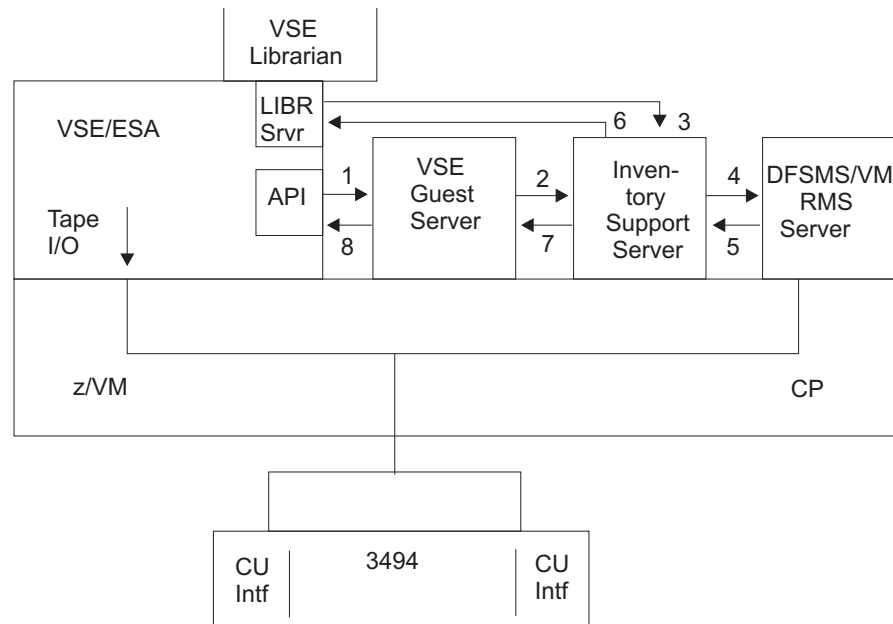 VSE
Librarian
LIBR
Srvr
6
3
VSE/ESA
VSE
Guest
Server
Inven-
tory
Support
Server
DFSMS/VM
RMS
Server
API
1
2
4
8
7
5
Tape
I/O
z/VM
CP
CU
Intf
3494
CU
Intf